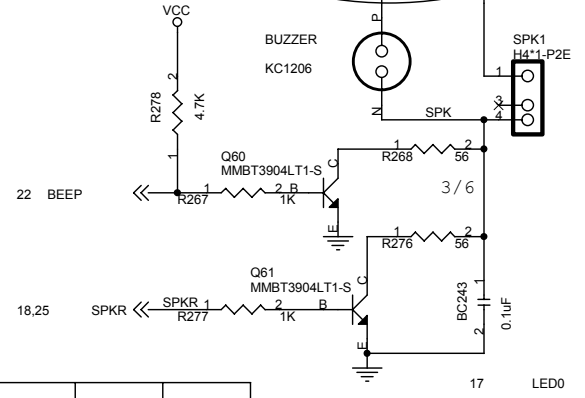 VCC
P
BUZZER
SPK1
H4*1-P2E
KC1206
1
2
R278
4.7K
3
4
N
SPK
1
Q60
MMBT3904LT1-S
C
1 2
R268 56
22 BEEP
1 2 B
R267 1K
3/6
E
1 2
R276 56
Q61
MMBT3904LT1-S
C
1
BC243
0.1uF
18,25 SPKR
SPKR 1 2 B
R277 1K
2
E
17 LED0